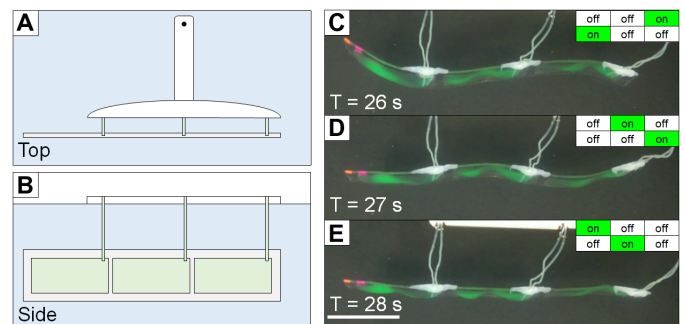 A
Top
B
Side
C
off off on
on off off
T = 26 s
D
off on off
off off on
T = 27 s
E
on off off
off on off
T = 28 s